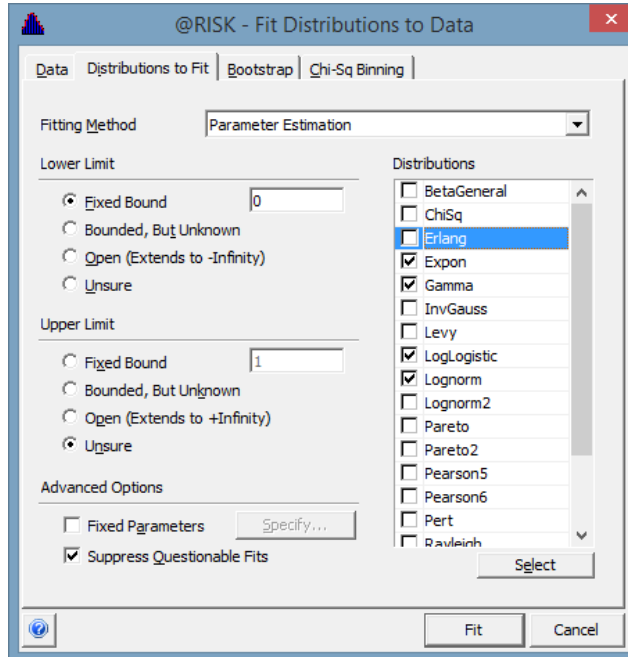 @RISK - Fit Distributions to Data
Data Distributions to Fit Bootstrap Chi-Sq Binning
Fitting Method Parameter Estimation
Lower Limit
Fixed Bound 0
Bounded, But Unknown
Open (Extends to -Infinity)
Unsure
Upper Limit
Fixed Bound 1
Bounded, But Unknown
Open (Extends to +Infinity)
Unsure
Advanced Options
Fixed Parameters Specify...
Suppress Questionable Fits
Distributions
BetaGeneral
ChiSq
Erlang
Expon
Gamma
InvGauss
Levy
LogLogistic
Lognorm
Lognorm2
Pareto
Pareto2
Pearson5
Pearson6
Pert
Rayleigh
Select
Fit Cancel